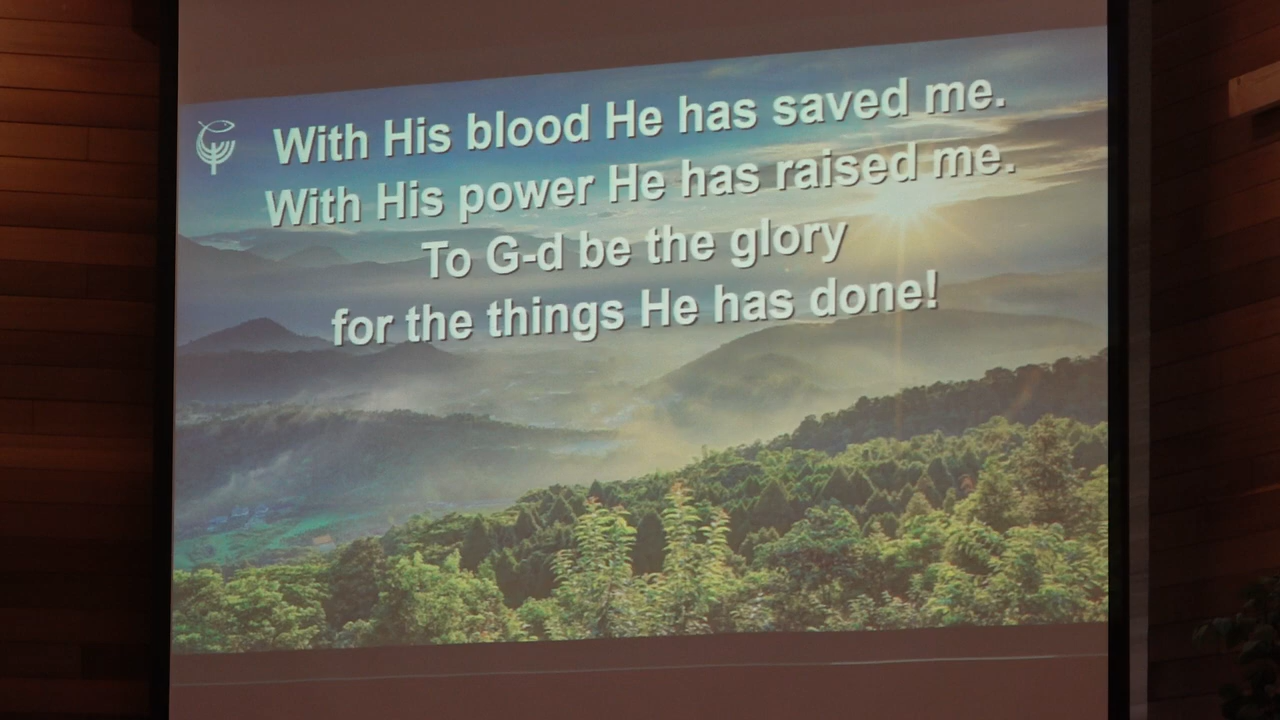 With His blood He has saved me.
With His power He has raised me.
To G-d be the glory
for the things He has done!